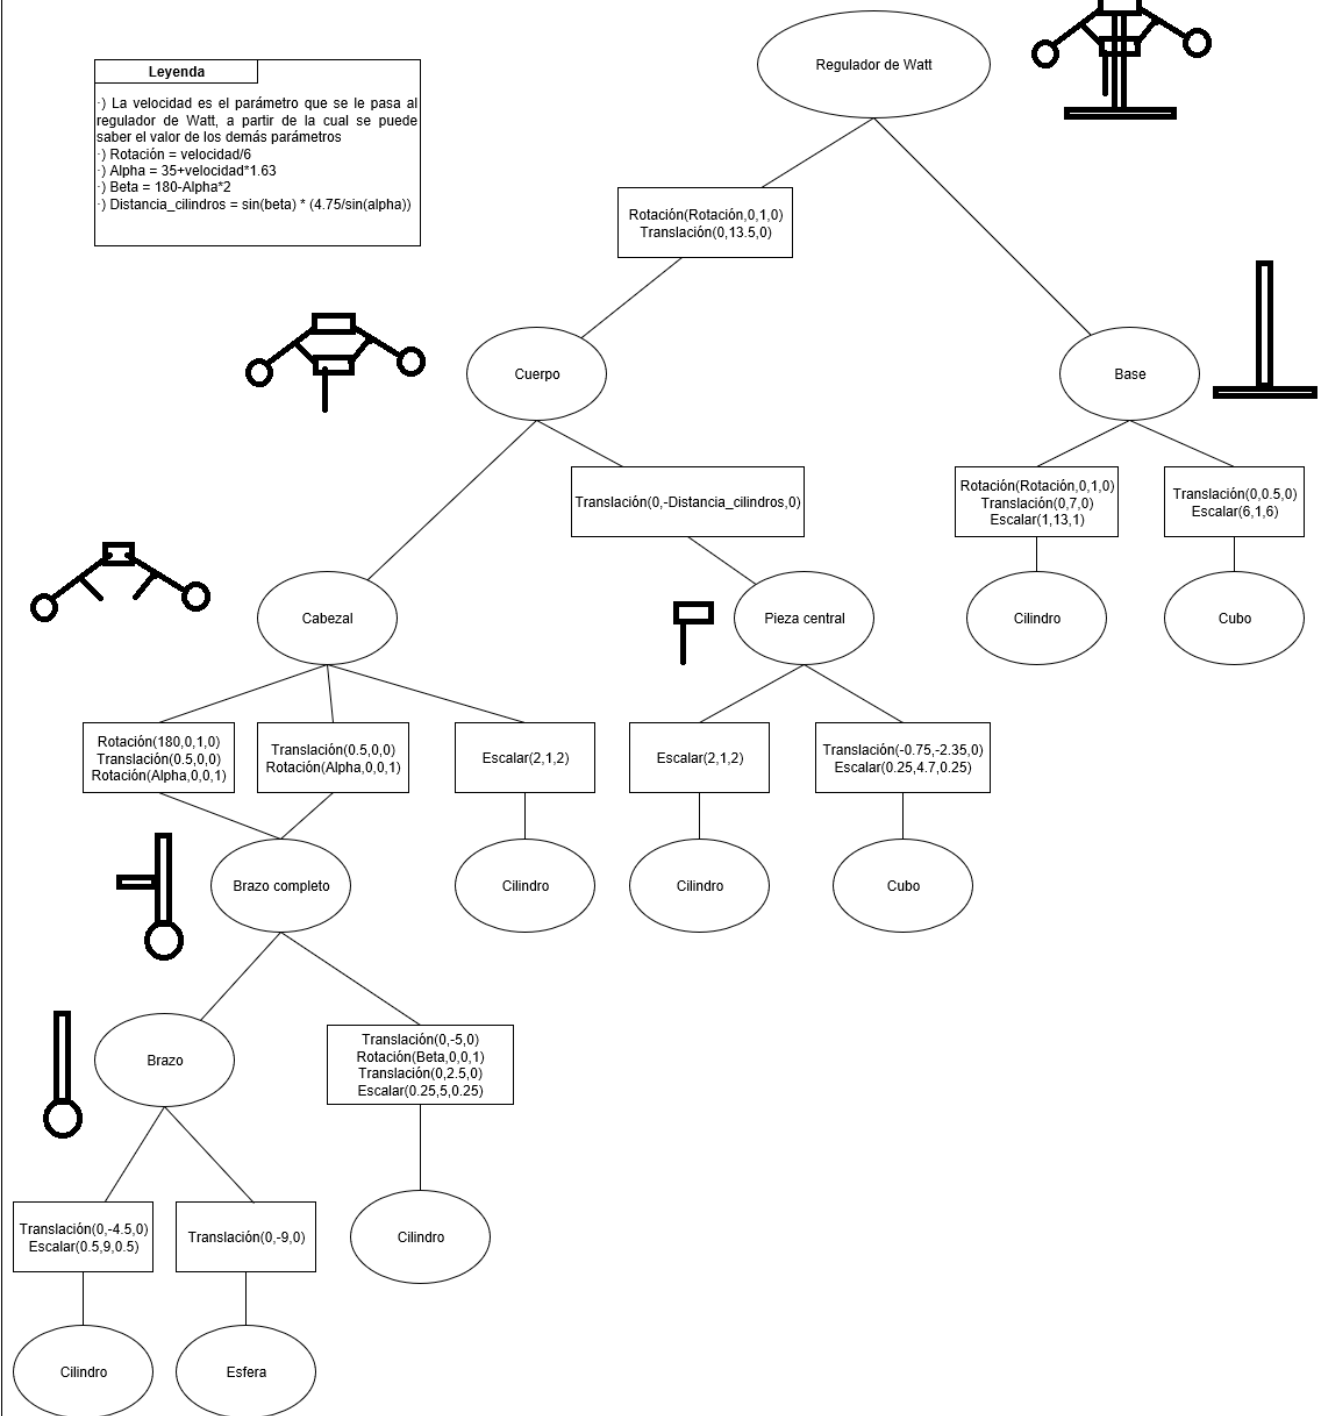 Regulador de Watt
Leyenda
·) La velocidad es el parámetro que se le pasa al
regulador de Watt, a partir de la cual se puede
saber el valor de los demás parámetros
·) Rotación = velocidad/6
·) Alpha = 35+velocidad*1.63
·) Beta = 180-Alpha*2
·) Distancia_cilindros = sin(beta) * (4.75/sin(alpha))
Rotación(Rotación,0,1,0)
Translación(0,13.5,0)
Cuerpo
Base
Translación(0,-Distancia_cilindros,0)
Rotación(Rotación,0,1,0)
Translación(0,7,0)
Escalar(1,13,1)
Translación(0,0.5,0)
Escalar(6,1,6)
Cabezal
Pieza central
Cilindro
Cubo
Rotación(180,0,1,0)
Translación(0.5,0,0)
Rotación(Alpha,0,0,1)
Translación(0.5,0,0)
Rotación(Alpha,0,0,1)
Escalar(2,1,2)
Escalar(2,1,2)
Translación(-0.75,-2.35,0)
Escalar(0.25,4.7,0.25)
Brazo completo
Cilindro
Cilindro
Cubo
Brazo
Translación(0,-5,0)
Rotación(Beta,0,0,1)
Translación(0,2.5,0)
Escalar(0.25,5,0.25)
Translación(0,-4.5,0)
Escalar(0.5,9,0.5)
Translación(0,-9,0)
Cilindro
Cilindro
Esfera